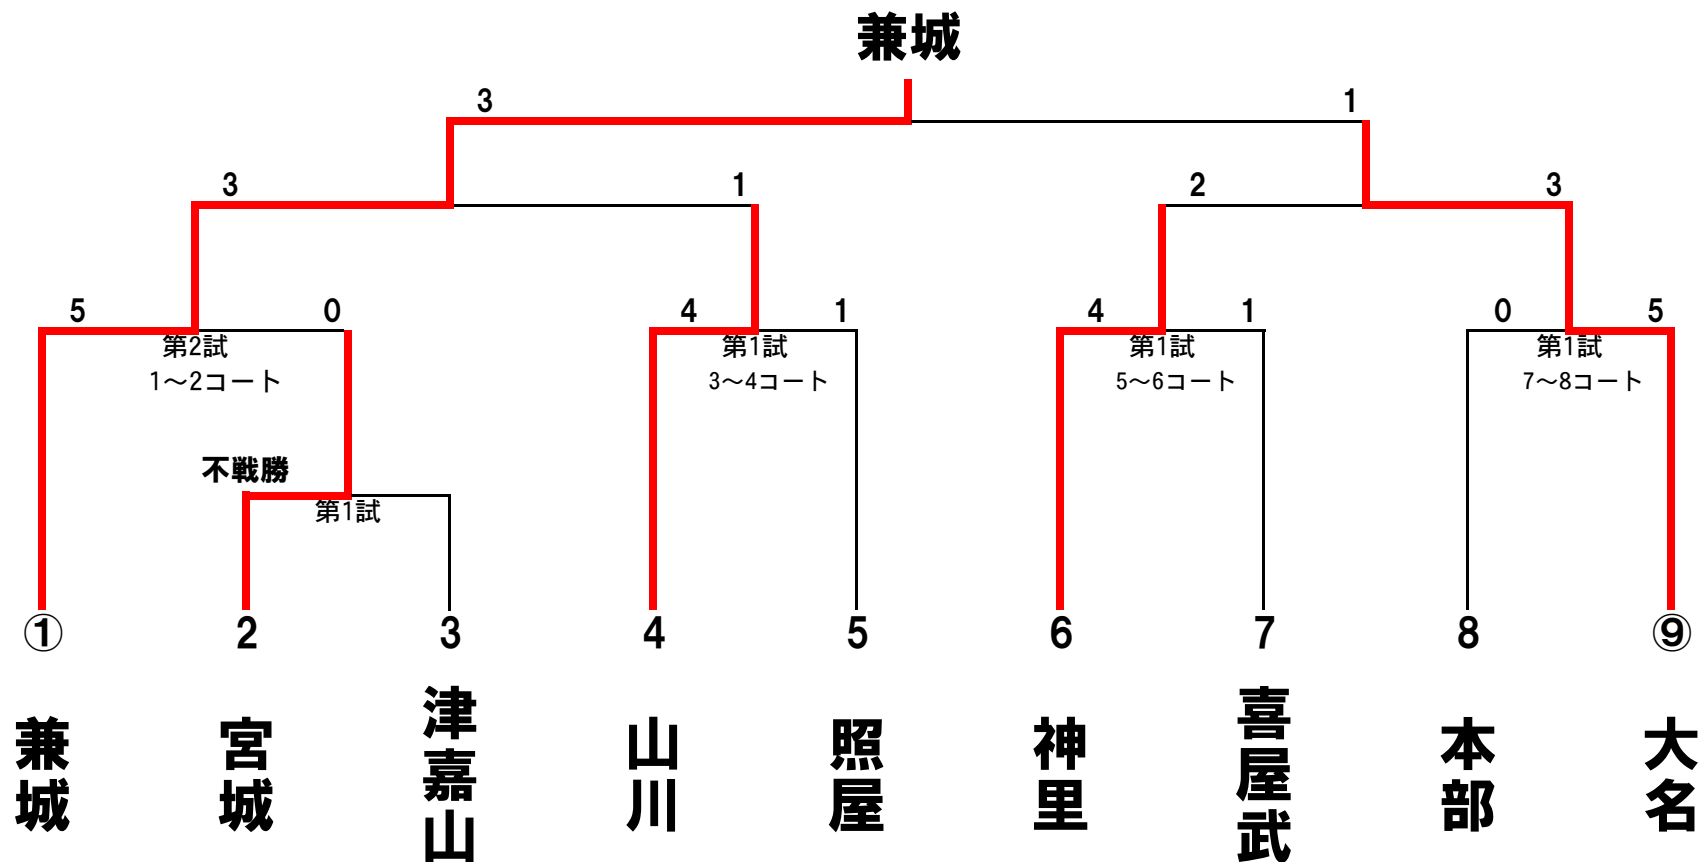 兼城
3 1
3 1 2 3
5 0 4 1 4 1 0 5
第2試 第1試 第1試 第1試
1～2コート 3～4コート 5～6コート 7～8コート
不戦勝
第1試
① 2 3 4 5 6 7 8 ⑨
兼城
宮城
津嘉山
山川
照屋
神里
喜屋武
本部
大名